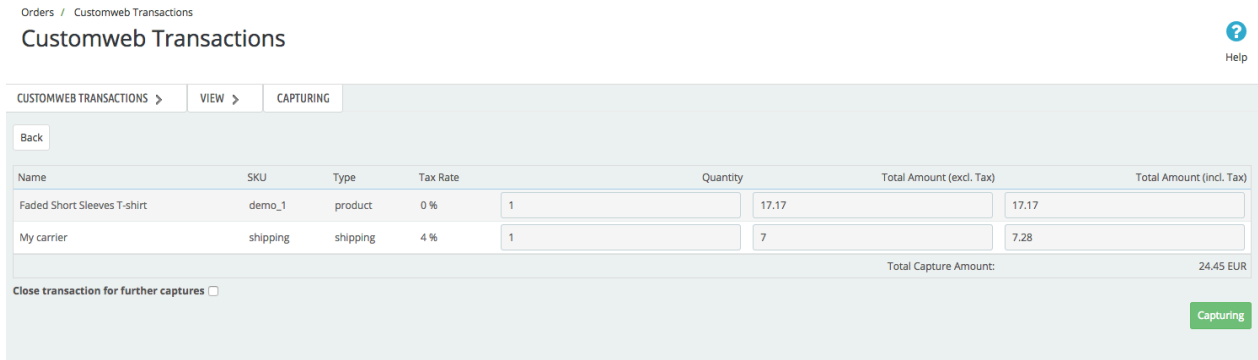 Orders / Customweb Transactions
Customweb Transactions
Help
CUSTOMWEB TRANSACTIONS > VIEW > CAPTURING
Back
Name SKU Type Tax Rate Quantity Total Amount (excl. Tax) Total Amount (incl. Tax)
Faded Short Sleeves T-shirt demo_1 product 0 % 1 17.17 17.17
My carrier shipping shipping 4 % 1 7 7.28
Total Capture Amount: 24.45 EUR
Close transaction for further captures
Capturing